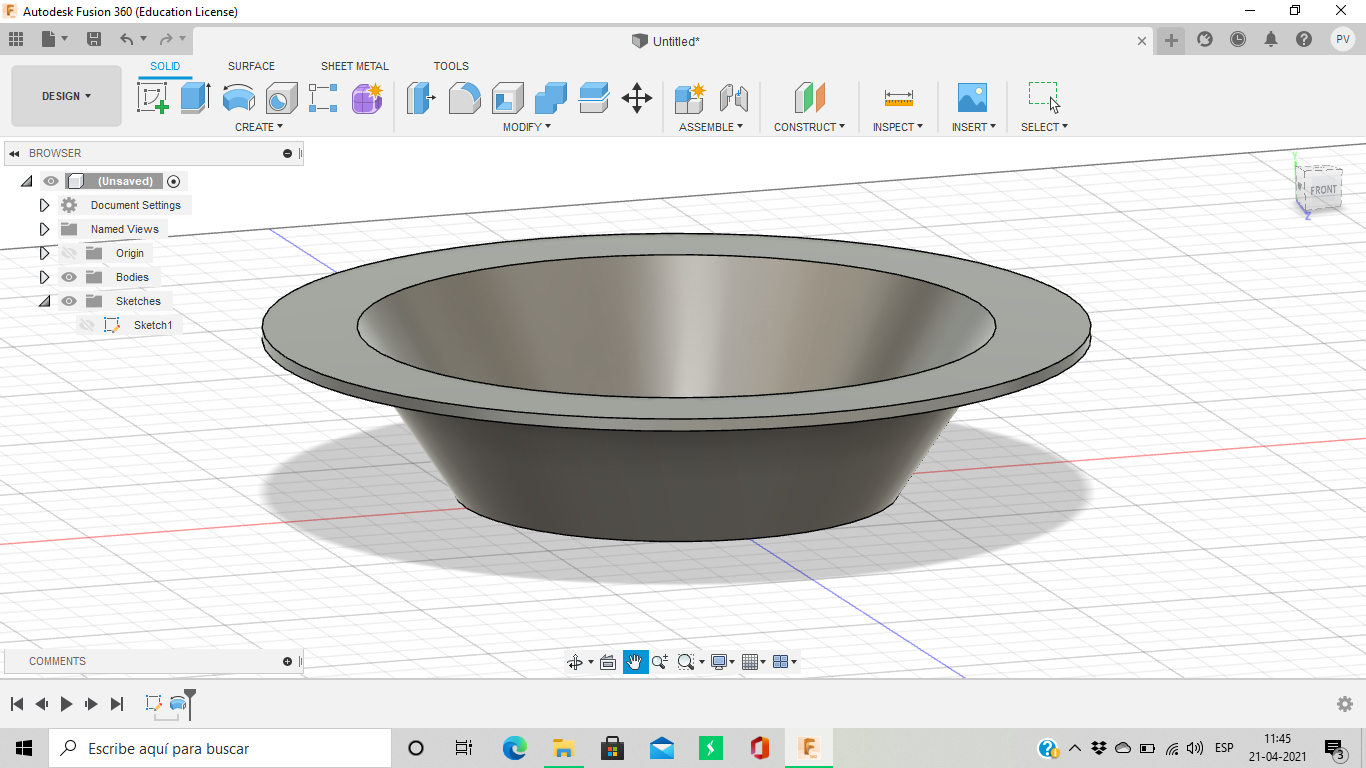 Autodesk Fusion 360 (Education License)
Untitled*
PV
DESIGN
SOLID
SURFACE
SHEET METAL
TOOLS
CREATE
MODIFY
ASSEMBLE
CONSTRUCT
INSPECT
INSERT
SELECT
BROWSER
(Unsaved)
Document Settings
Named Views
Origin
Bodies
Sketches
Sketch1
Y
FRONT
Z
COMMENTS
Escribe aquí para buscar
ESP
11:45
21-04-2021
3